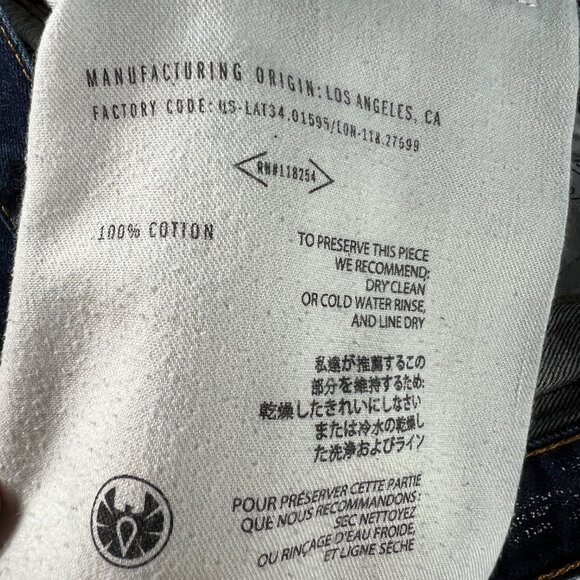 MANUFACTURING ORIGIN: LOS ANGELES, CA
FACTORY CODE: US-LAT34.01595/LON-118.27699
RN#118254
100% COTTON
TO PRESERVE THIS PIECE
WE RECOMMEND:
DRY CLEAN
OR COLD WATER RINSE,
AND LINE DRY
私達が推薦するこの
部分を維持するため:
乾燥したきれいにしなさい
または冷水の乾燥し
た洗浄およびライン
POUR PRÉSERVER CETTE PARTIE
QUE NOUS RECOMMANDONS:
SEC NETTOYEZ
OU RINÇAGE D'EAU FROIDE,
ET LIGNE SÈCHE